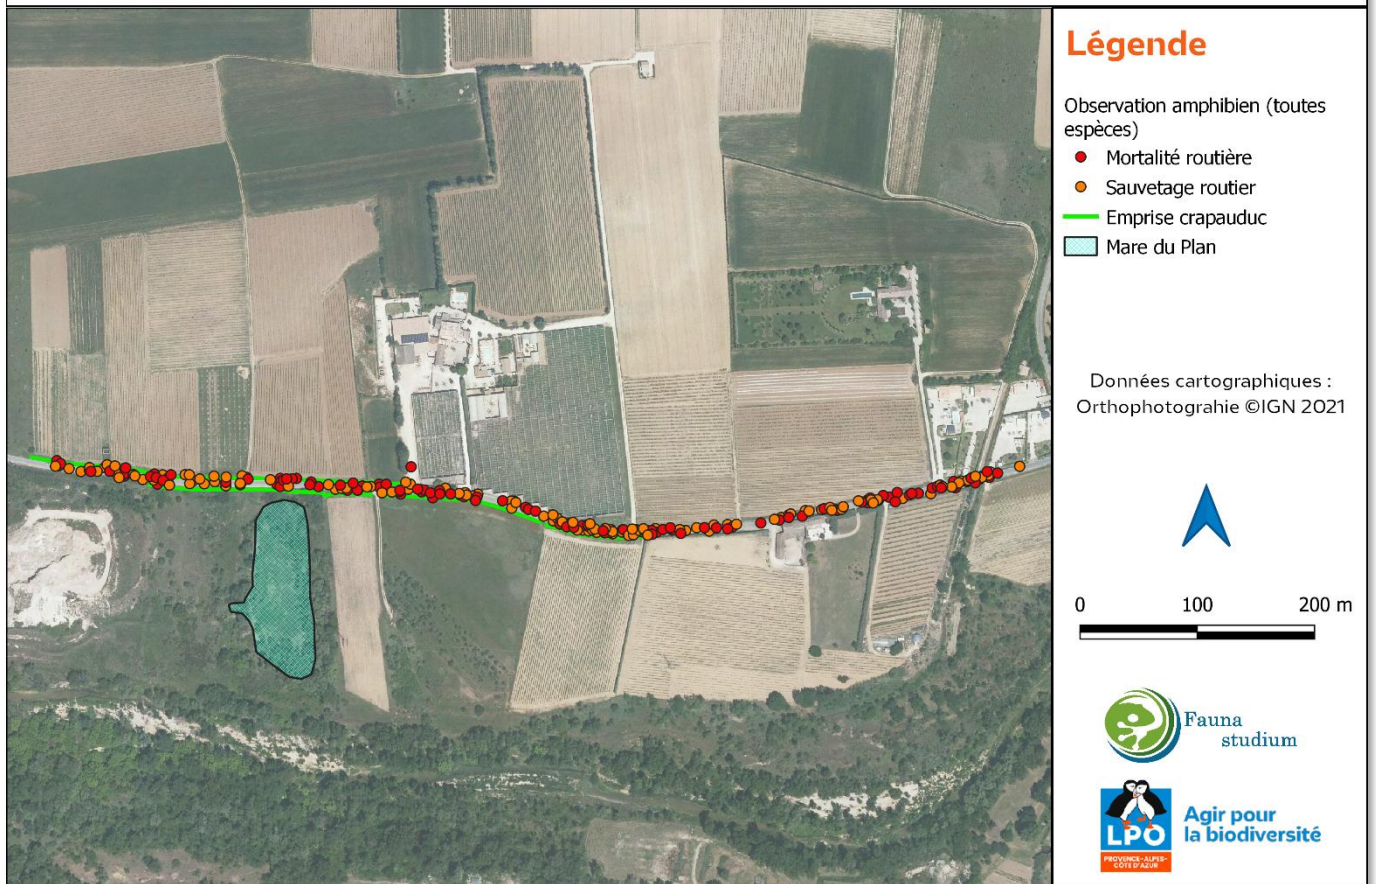 Légende
Observation amphibien (toutes
espèces)
Mortalité routière
Sauvetage routier
Emprise crapauduc
Mare du Plan
Données cartographiques :
Orthophotograhie ©IGN 2021
0 100 200 m
Fauna
studium
LPO
PROVENCE-ALPES-
CÔTE D'AZUR
Agir pour
la biodiversité